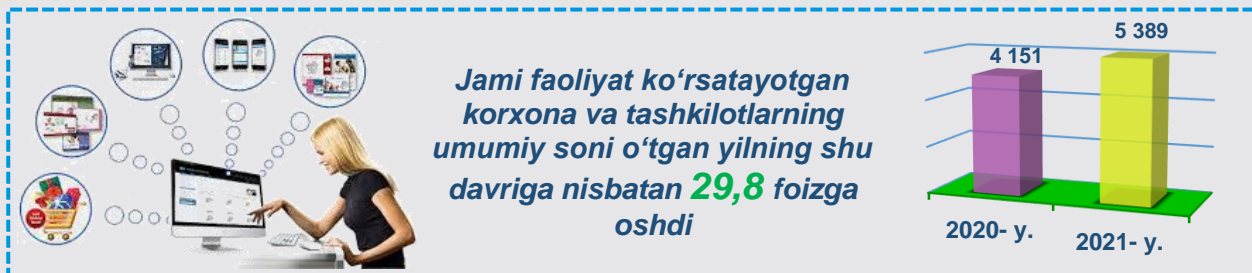 Jami faoliyat ko‘rsatayotgan
korxona va tashkilotlarning
umumiy soni o‘tgan yilning shu
davriga nisbatan 29,8 foizga
oshdi
4 151
5 389
2020- y.
2021- y.